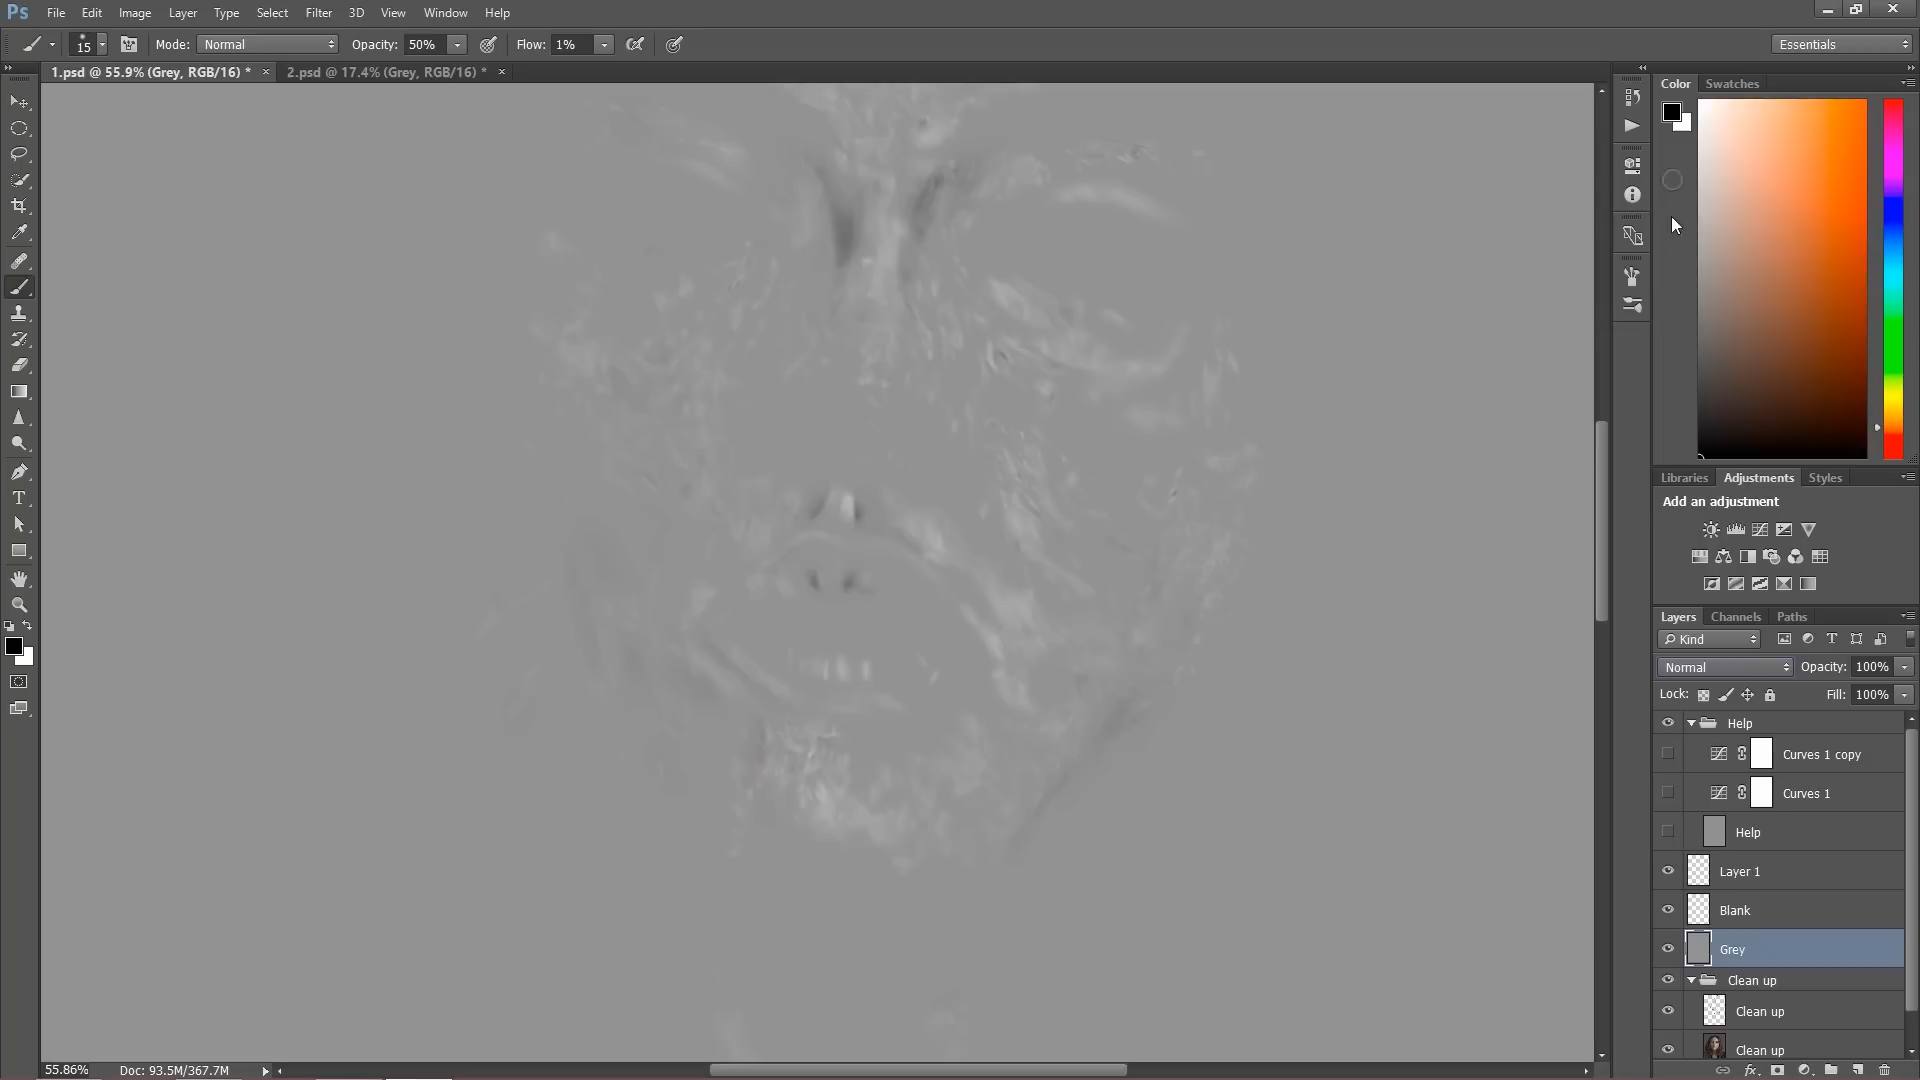 Ps File Edit Image Layer Type Select Filter 3D View Window Help
15 Mode: Normal Opacity: 50% Flow: 1% Essentials
1.psd @ 55.9% (Grey, RGB/16) * × 2.psd @ 17.4% (Grey, RGB/16) * ×
Color Swatches
Libraries Adjustments Styles
Add an adjustment
Layers Channels Paths
Kind
Normal Opacity: 100%
Lock: Fill: 100%
Help
Curves 1 copy
Curves 1
Help
Layer 1
Blank
Grey
Clean up
Clean up
Clean up
55.86% Doc: 93.5M/367.7M